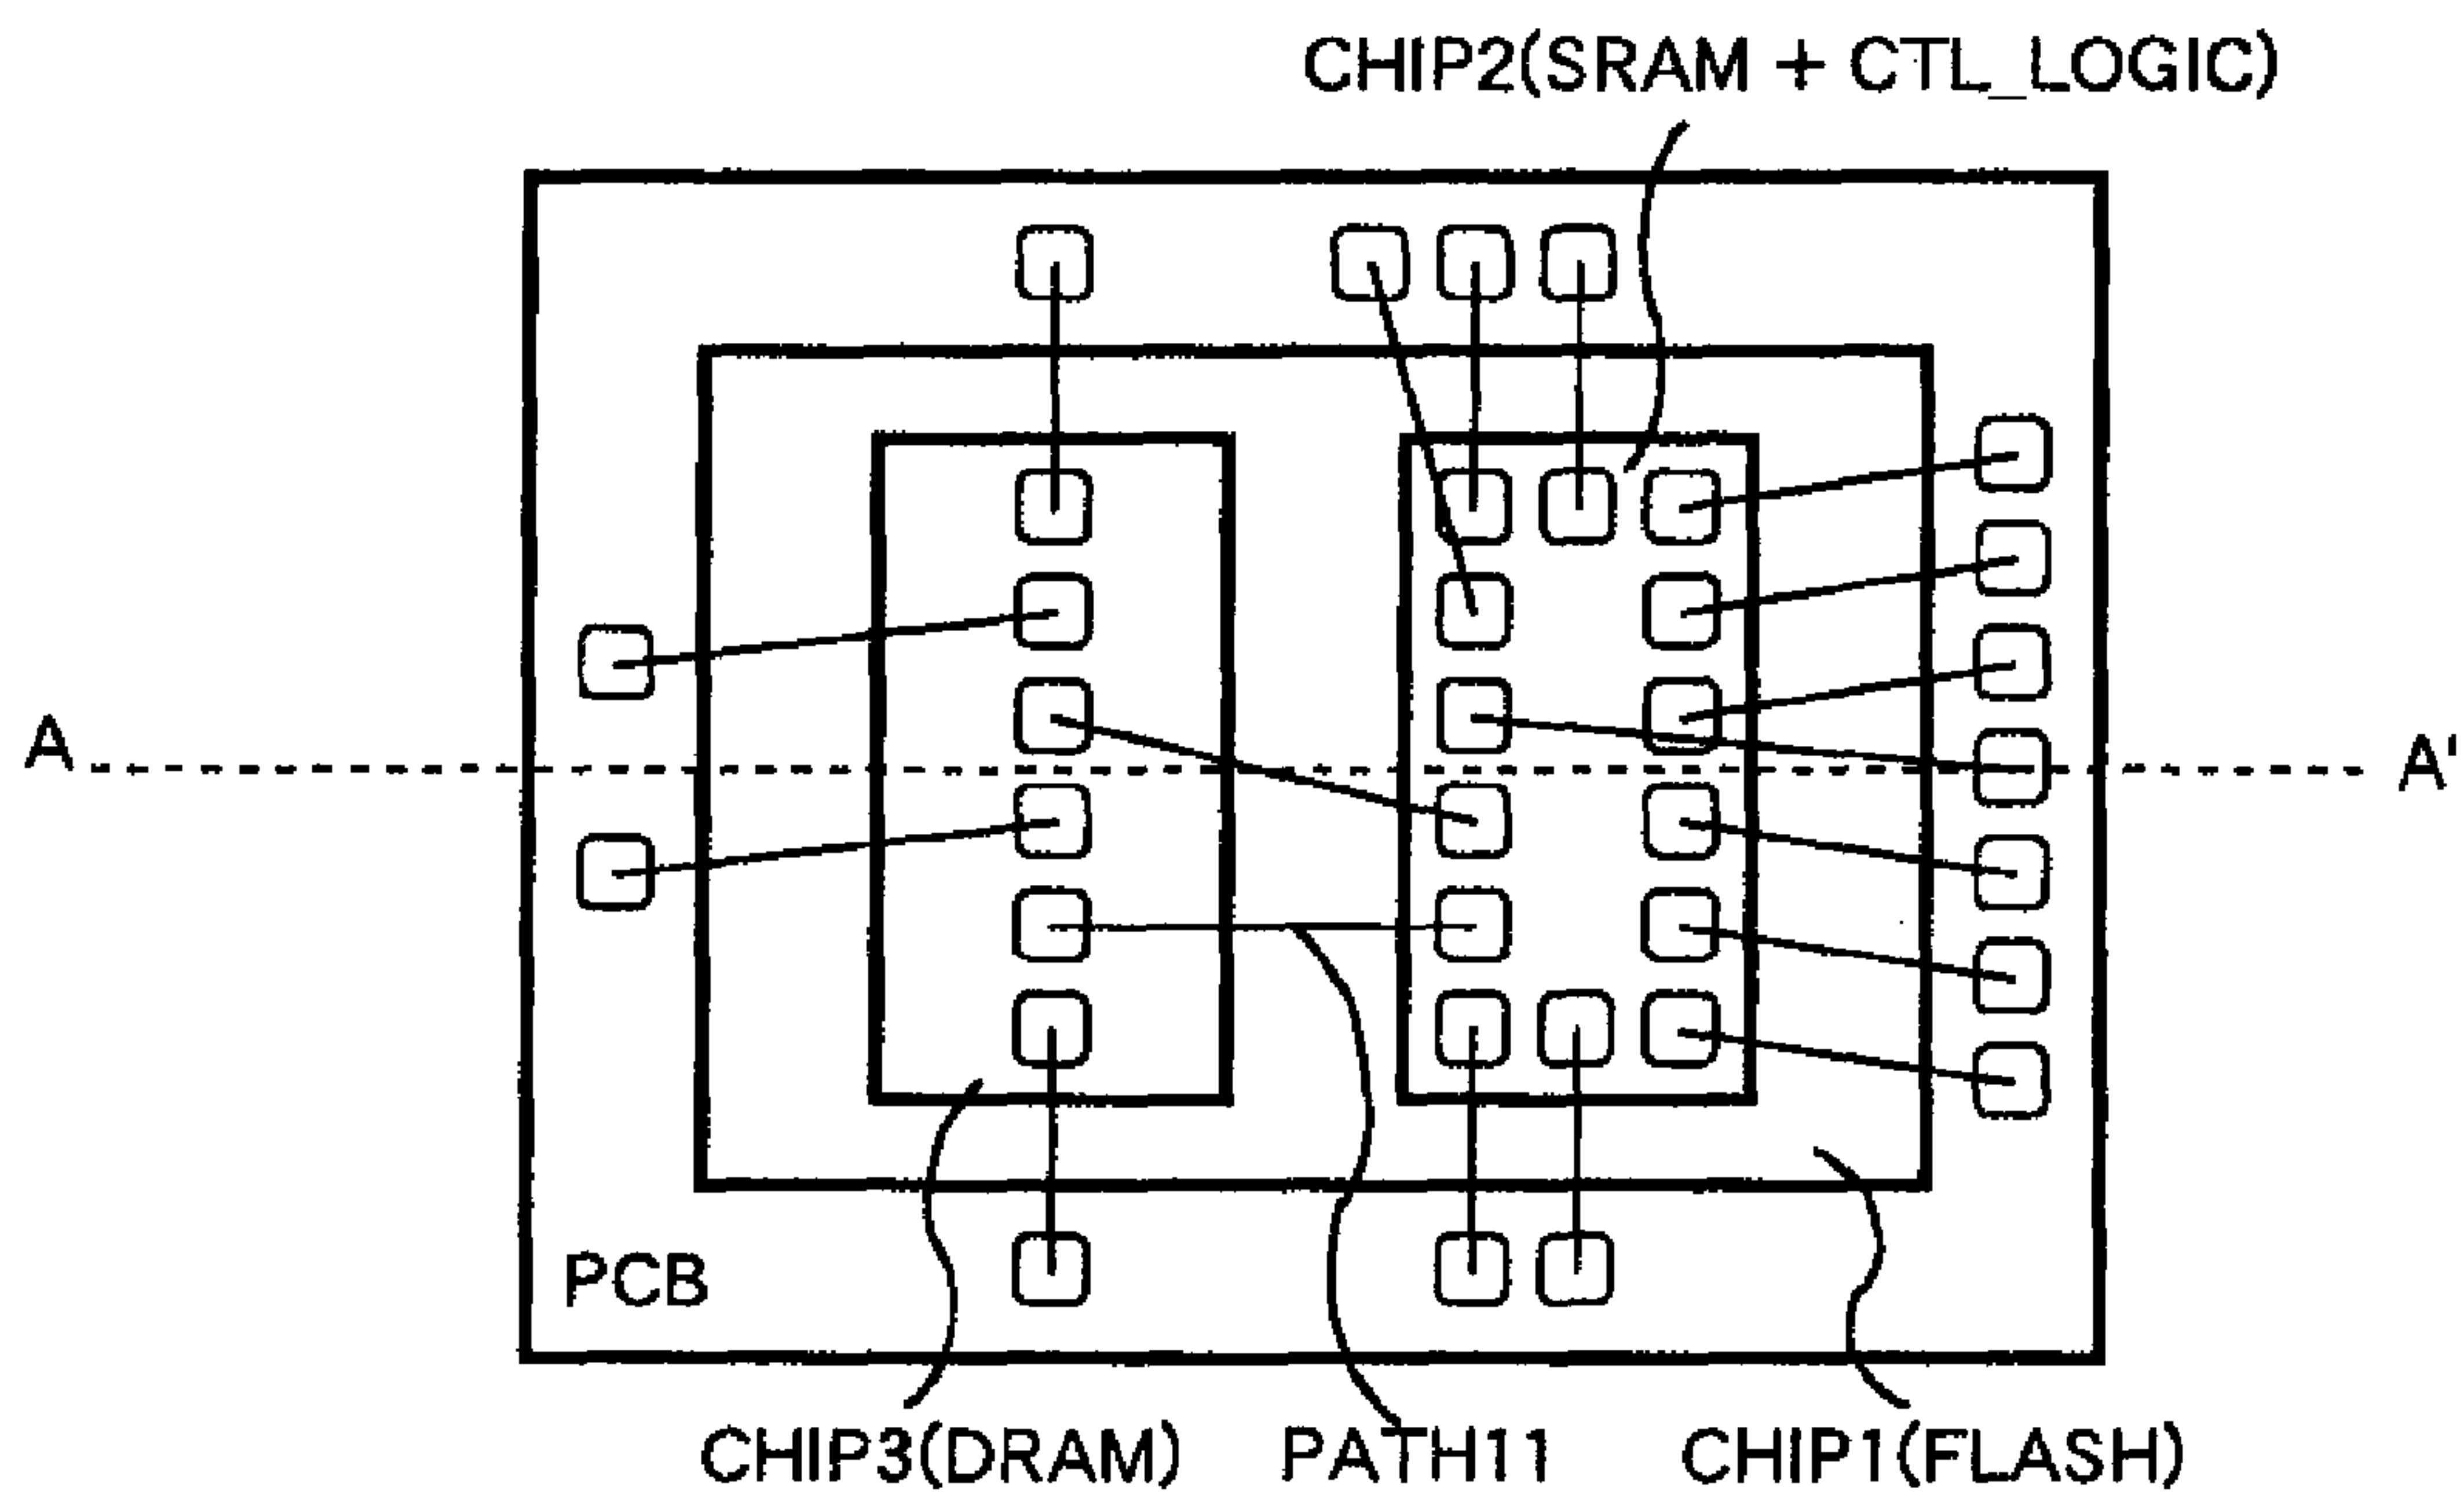 CHIP2(SRAM + CTL_LOGIC)
A
A'
PCB
CHIP3(DRAM)
PATH11
CHIP1(FLASH)